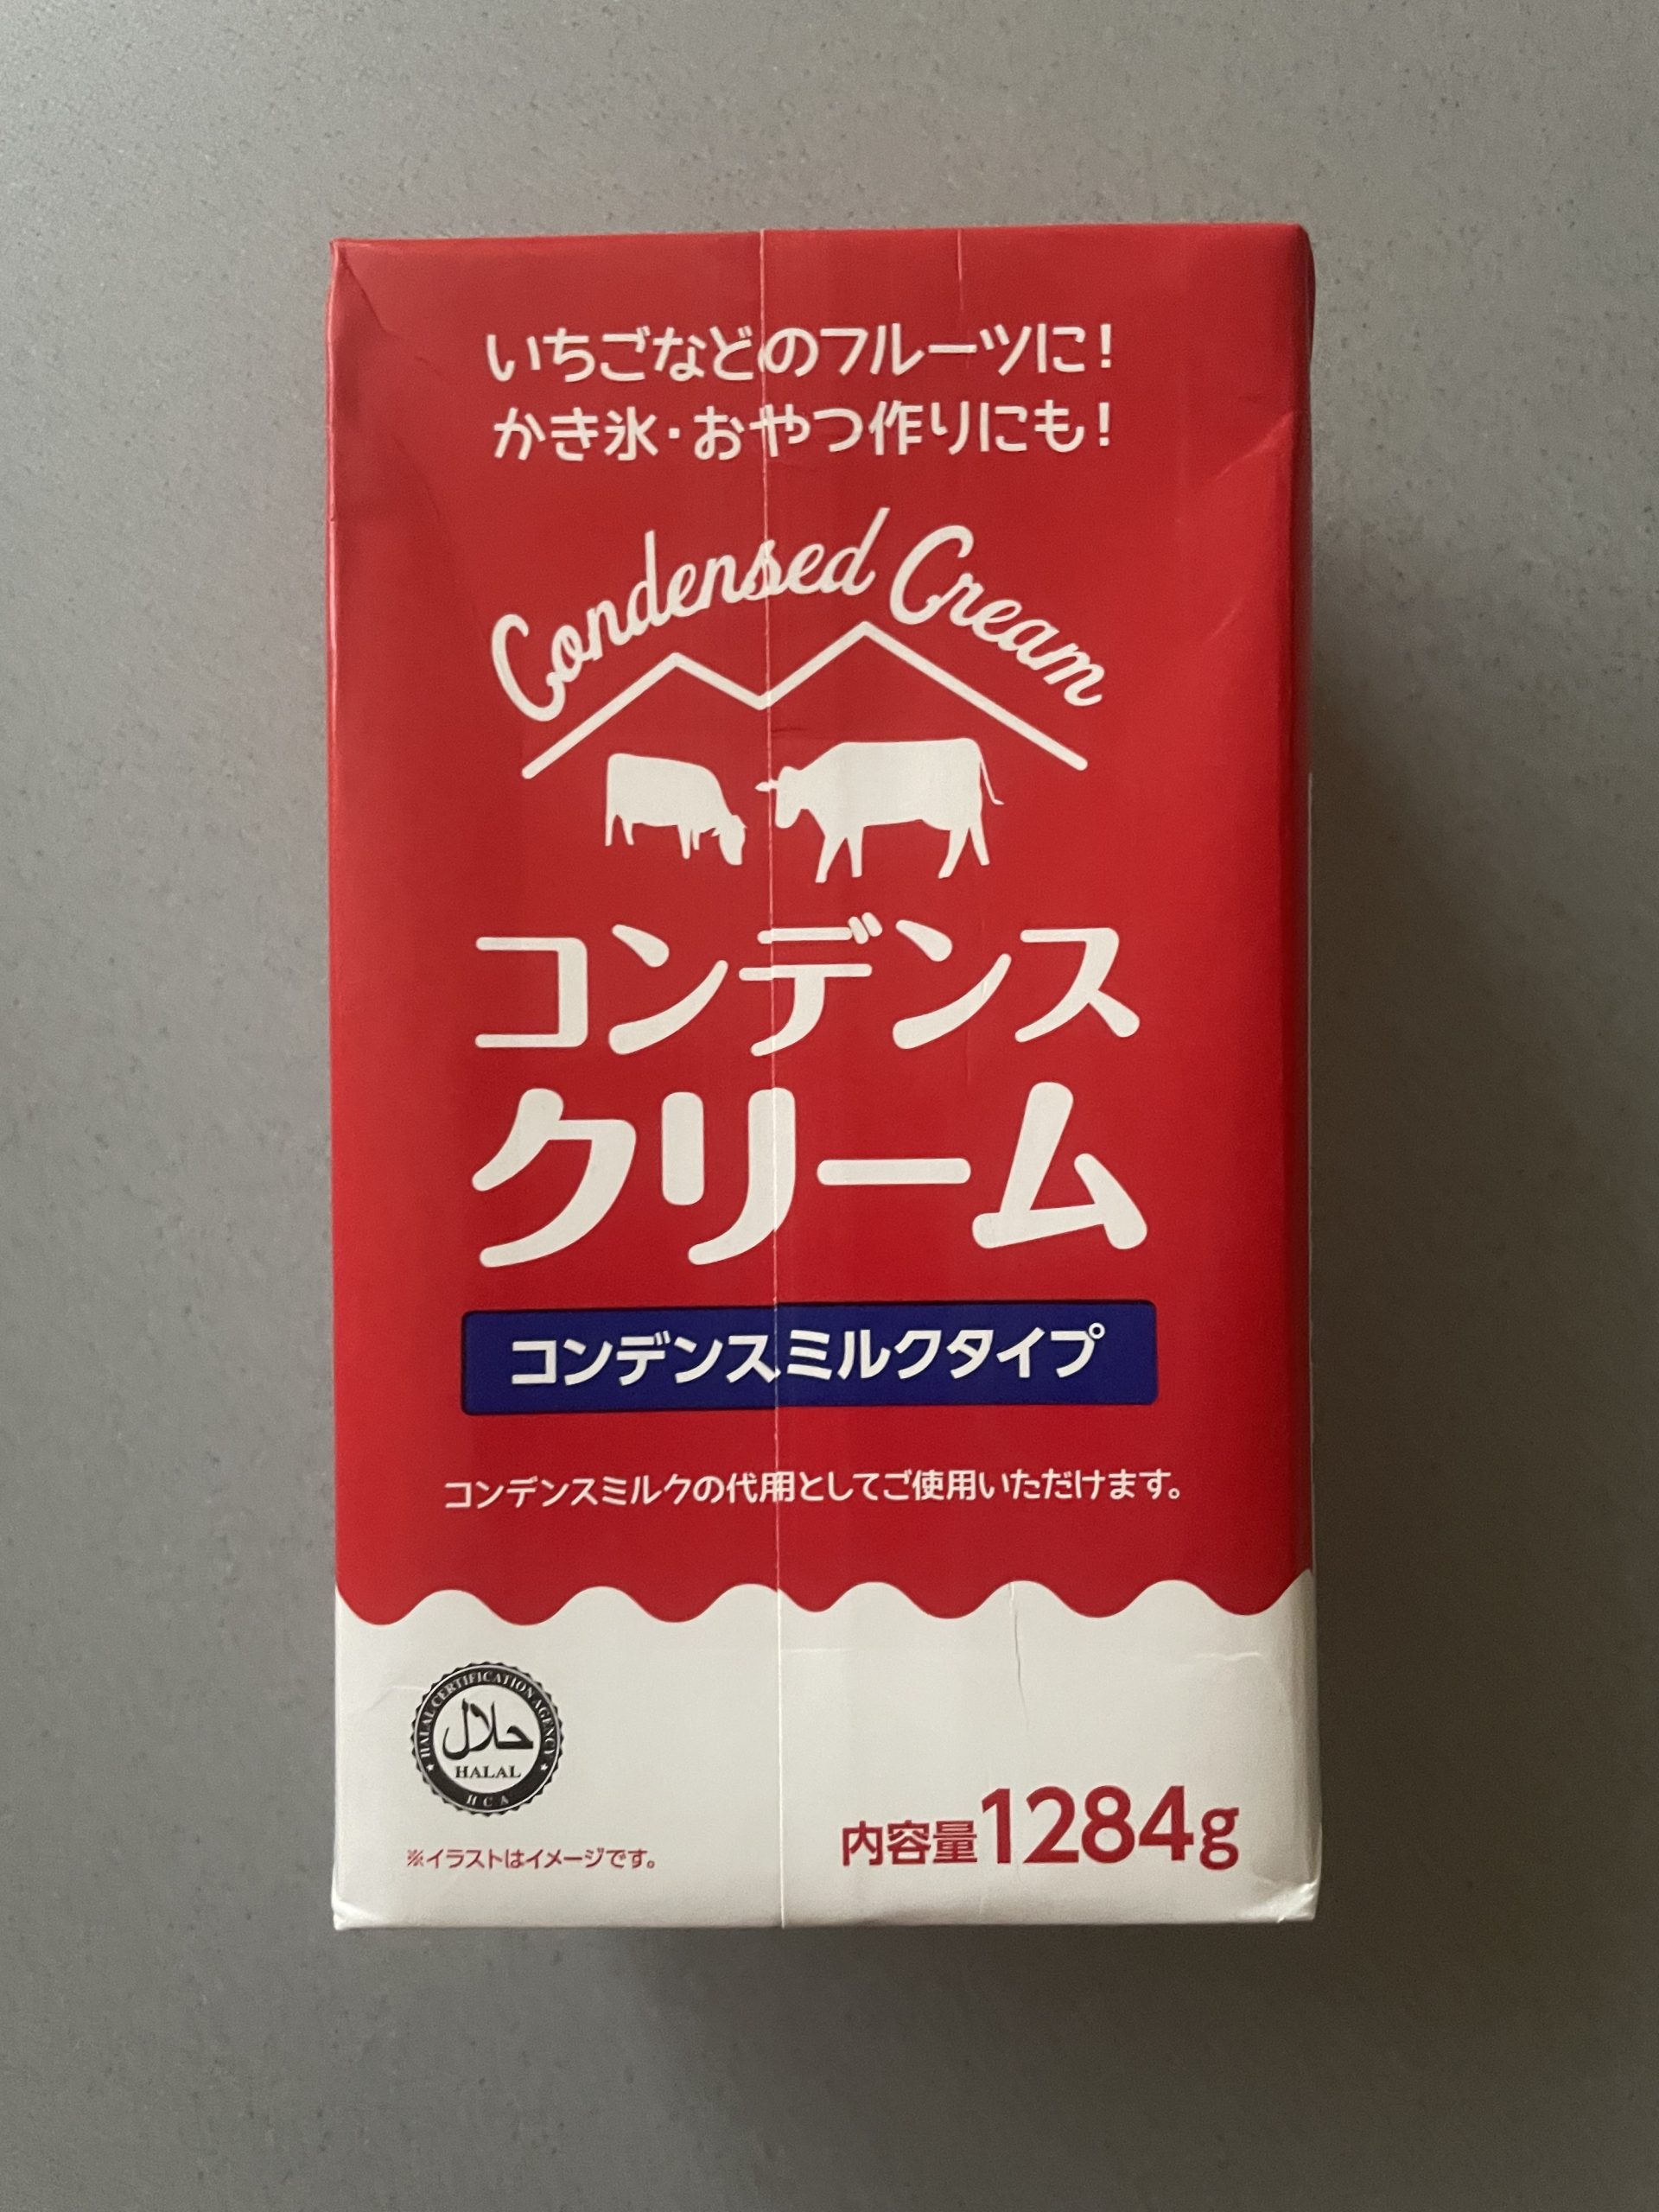 いちごなどのフルーツに!
かき氷・おやつ作りにも!
Condensed Cream
コンデンス
クリーム
コンデンスミルクタイプ
コンデンスミルクの代用としてご使用いただけます。
HALAL CERTIFICATION AGENCY
حلال
HALAL
HCA
※イラストはイメージです。
内容量1284g